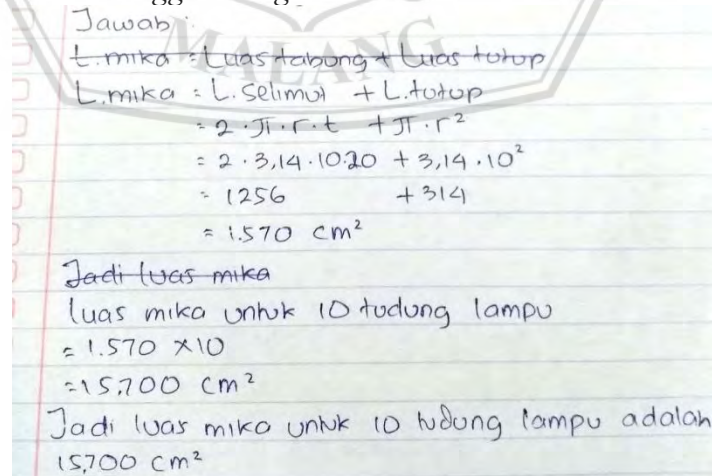 Jawab :
L.mika = Luas tabung + Luas tutup
L.mika = L.Selimut + L.tutup
= 2.π.r.t + π.r²
= 2.3,14.10.20 + 3,14.10²
= 1256 + 314
= 1.570 cm²
Jadi luas mika
luas mika untuk 10 tudung lampu
= 1.570 x10
=15.700 cm²
Jadi luas mika untuk 10 tudung lampu adalah
15.700 cm²
MALANG